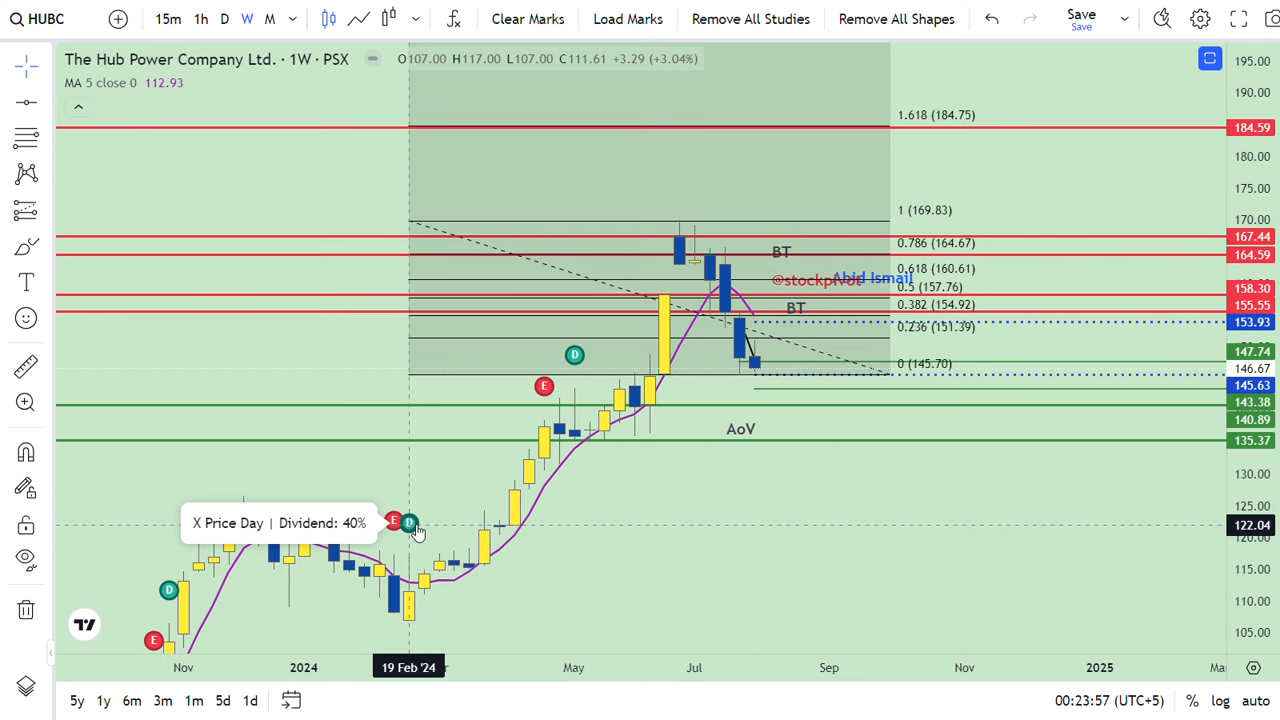 HUBC
15m 1h D W M
Clear Marks Load Marks Remove All Studies Remove All Shapes
Save
Save
The Hub Power Company Ltd. · 1W · PSX
O107.00 H117.00 L107.00 C111.61 +3.29 (+3.04%)
MA 5 close 0 112.93
195.00
190.00
1.618 (184.75)
184.59
180.00
175.00
1 (169.83)
170.00
167.44
0.786 (164.67)
BT
164.59
0.618 (160.61)
@stockpivot
Abid Ismail
0.5 (157.76)
158.30
0.382 (154.92)
BT
155.55
153.93
0.236 (151.39)
147.74
0 (145.70)
146.67
145.63
143.38
140.89
AoV
135.37
130.00
125.00
122.04
120.00
115.00
110.00
105.00
D
E
X Price Day | Dividend: 40%
E
D
D
E
Nov 2024 19 Feb '24 May Jul Sep Nov 2025
5y 1y 6m 3m 1m 5d 1d
00:23:57 (UTC+5) % log auto